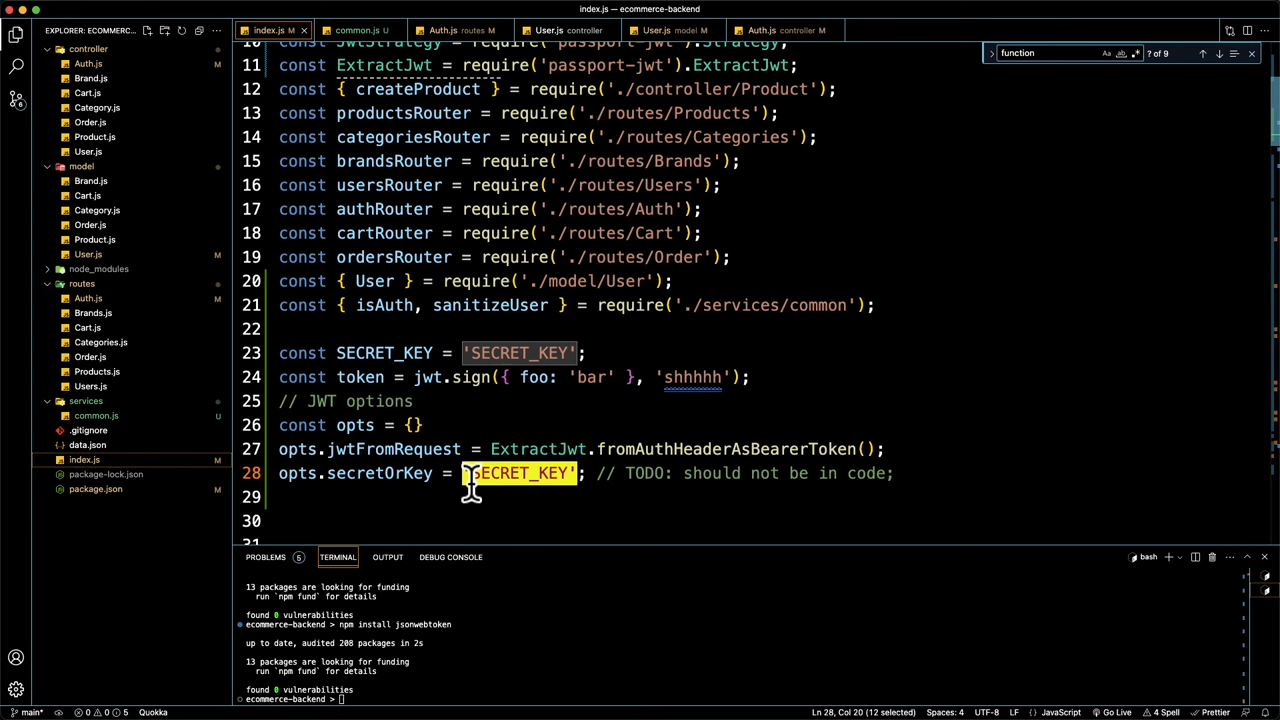 index.js — ecommerce-backend
EXPLORER: ECOMMERC...
index.js M
common.js U
Auth.js routes M
User.js controller
User.js model M
Auth.js controller M
function
Aa
ab
? of 9
controller
Auth.js M
Brand.js
Cart.js
Category.js
Order.js
Product.js
User.js
model
Brand.js
Cart.js
Category.js
Order.js
Product.js
User.js M
node_modules
routes
Auth.js M
Brands.js
Cart.js
Categories.js
Order.js
Products.js
Users.js
services
common.js U
.gitignore
data.json
index.js M
package-lock.json
package.json M
6
10 const JwtStrategy = require('passport-jwt').Strategy;
11 const ExtractJwt = require('passport-jwt').ExtractJwt;
12 const { createProduct } = require('./controller/Product');
13 const productsRouter = require('./routes/Products');
14 const categoriesRouter = require('./routes/Categories');
15 const brandsRouter = require('./routes/Brands');
16 const usersRouter = require('./routes/Users');
17 const authRouter = require('./routes/Auth');
18 const cartRouter = require('./routes/Cart');
19 const ordersRouter = require('./routes/Order');
20 const { User } = require('./model/User');
21 const { isAuth, sanitizeUser } = require('./services/common');
22
23 const SECRET_KEY = 'SECRET_KEY';
24 const token = jwt.sign({ foo: 'bar' }, 'shhhhh');
25 // JWT options
26 const opts = {}
27 opts.jwtFromRequest = ExtractJwt.fromAuthHeaderAsBearerToken();
28 opts.secretOrKey = 'SECRET_KEY'; // TODO: should not be in code;
29
30
31
PROBLEMS 5 TERMINAL OUTPUT DEBUG CONSOLE
bash
13 packages are looking for funding
run `npm fund` for details
found 0 vulnerabilities
ecommerce-backend > npm install jsonwebtoken
up to date, audited 208 packages in 2s
13 packages are looking for funding
run `npm fund` for details
found 0 vulnerabilities
ecommerce-backend >
main* 0 0 5 Quokka
Ln 28, Col 20 (12 selected) Spaces: 4 UTF-8 LF {} JavaScript Go Live 4 Spell Prettier